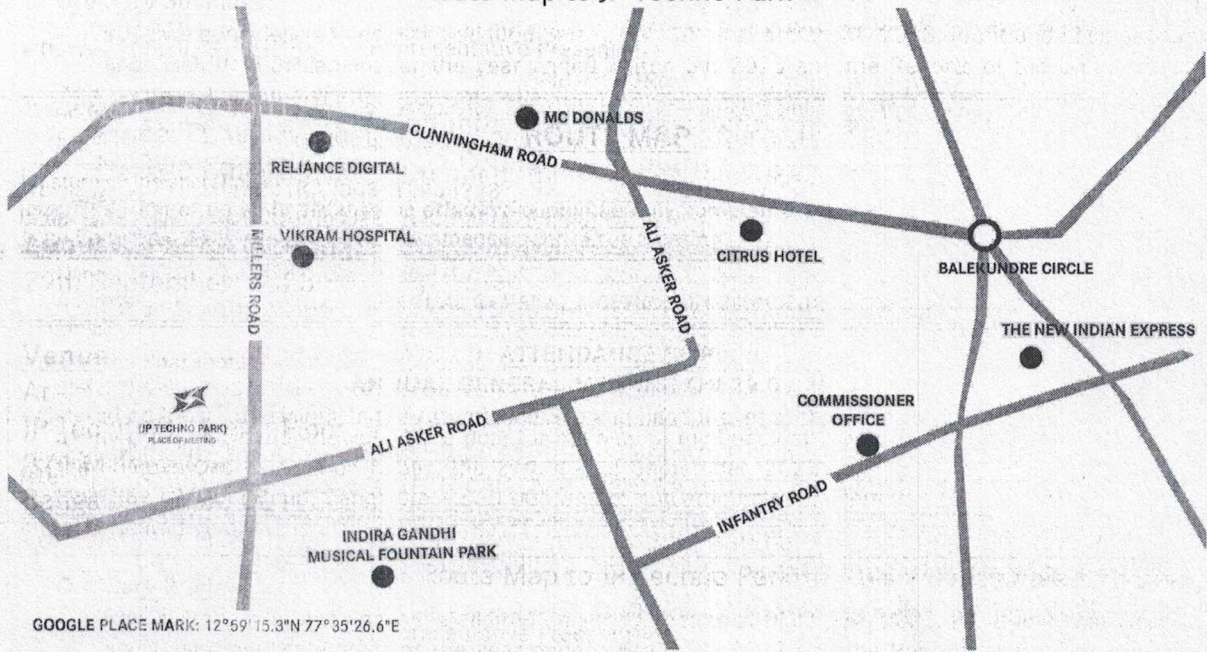 MC DONALDS
CUNNINGHAM ROAD
RELIANCE DIGITAL
VIKRAM HOSPITAL
MILLERS ROAD
ALI ASKER ROAD
CITRUS HOTEL
BALEKUNDRE CIRCLE
THE NEW INDIAN EXPRESS
(JP TECHNO PARK)
PLACE OF MEETING
ALI ASKER ROAD
COMMISSIONER
OFFICE
INFANTRY ROAD
INDIRA GANDHI
MUSICAL FOUNTAIN PARK
GOOGLE PLACE MARK: 12°59'15.3"N 77°35'26.6"E